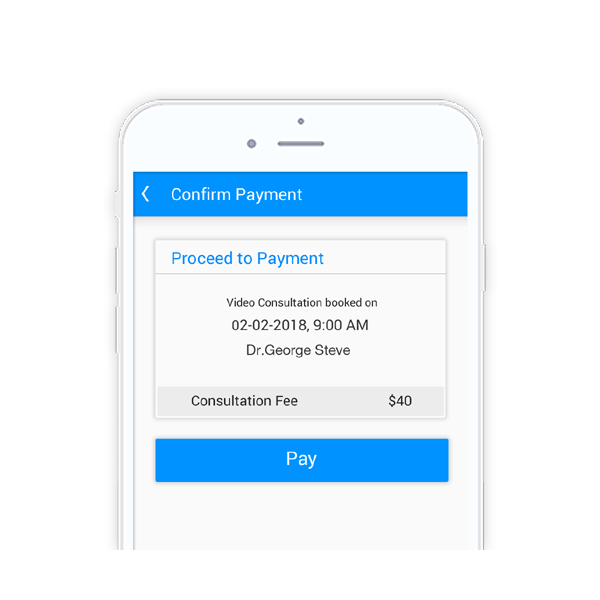 Confirm Payment
Proceed to Payment
Video Consultation booked on
02-02-2018, 9:00 AM
Dr.George Steve
Consultation Fee $40
Pay